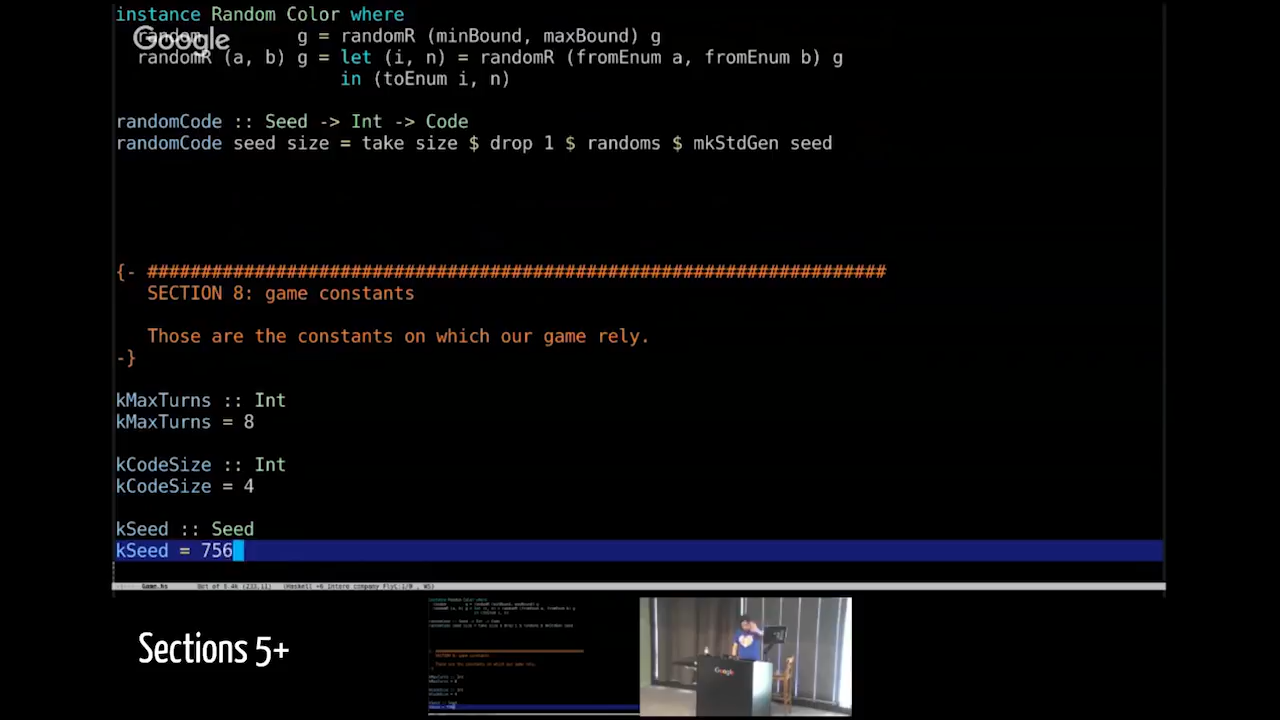 instance Random Color where
random g = randomR (minBound, maxBound) g
randomR (a, b) g = let (i, n) = randomR (fromEnum a, fromEnum b) g
in (toEnum i, n)
Google
randomCode :: Seed -> Int -> Code
randomCode seed size = take size $ drop 1 $ randoms $ mkStdGen seed
{- ######################################################################
SECTION 8: game constants
Those are the constants on which our game rely.
-}
kMaxTurns :: Int
kMaxTurns = 8
kCodeSize :: Int
kCodeSize = 4
kSeed :: Seed
kSeed = 756
Sections 5+
Google